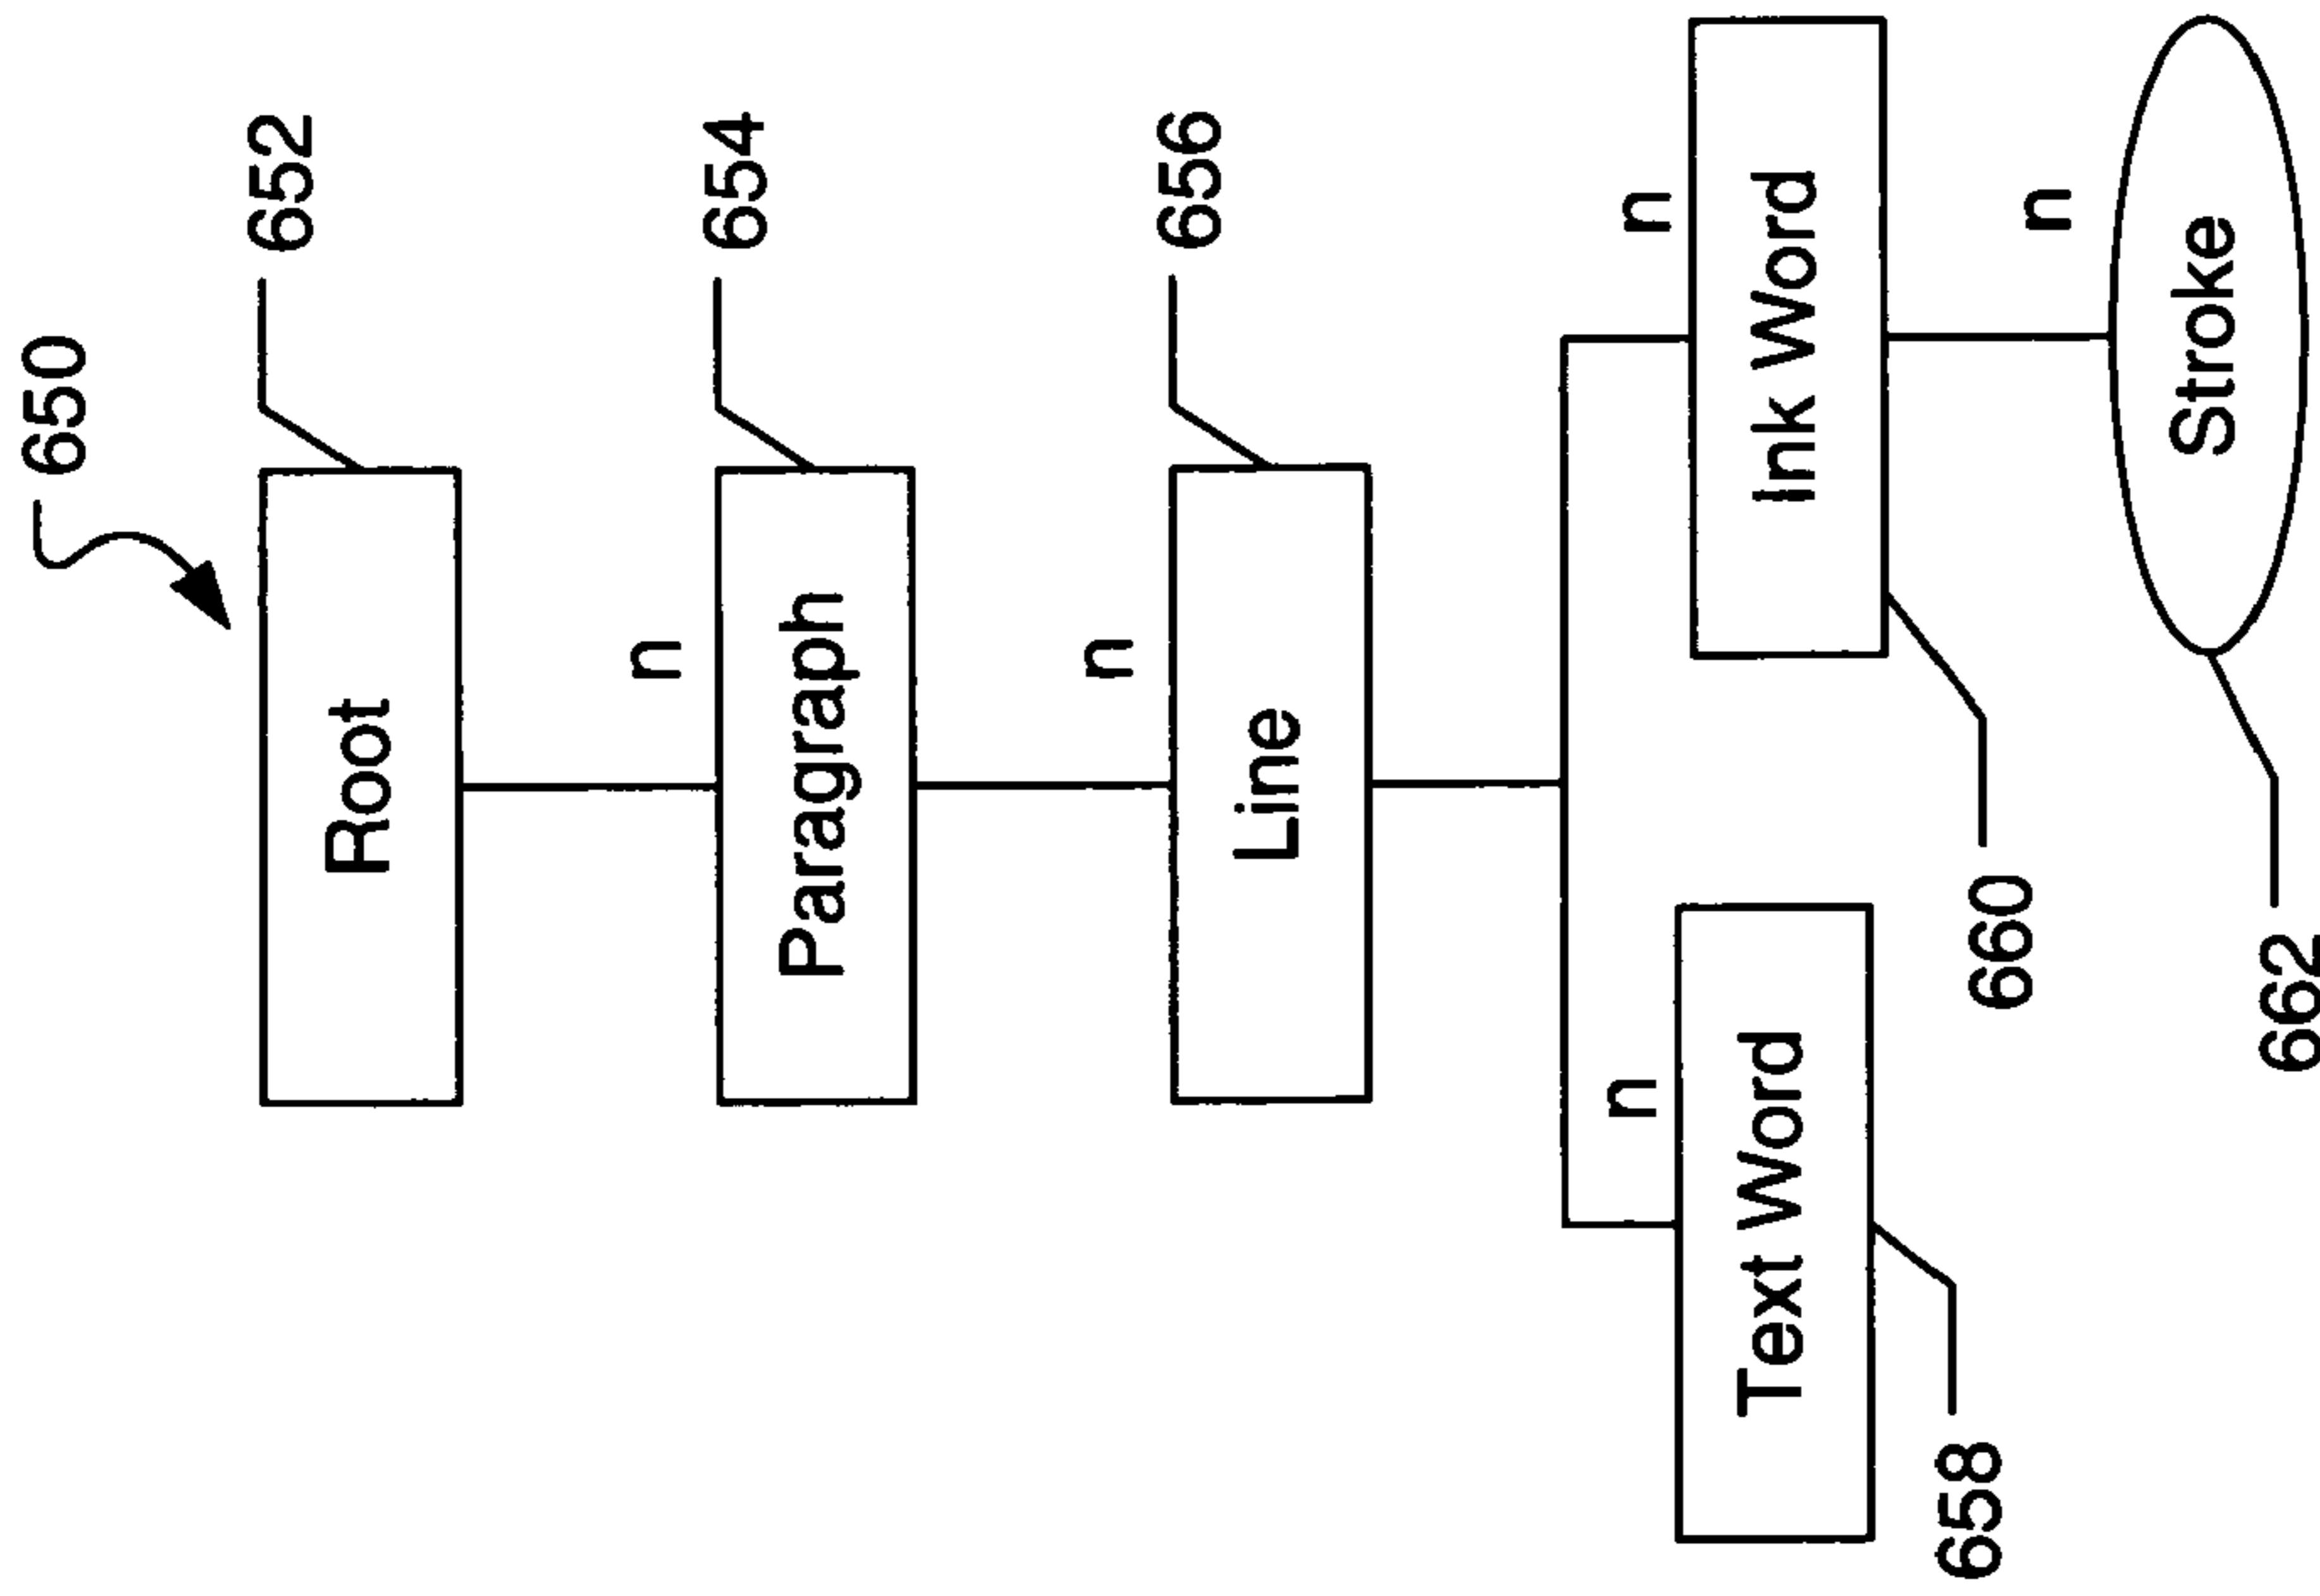 650
Root
652
n
Paragraph
654
n
Line
656
n
Text Word
658
n
Ink Word
660
n
Stroke
662